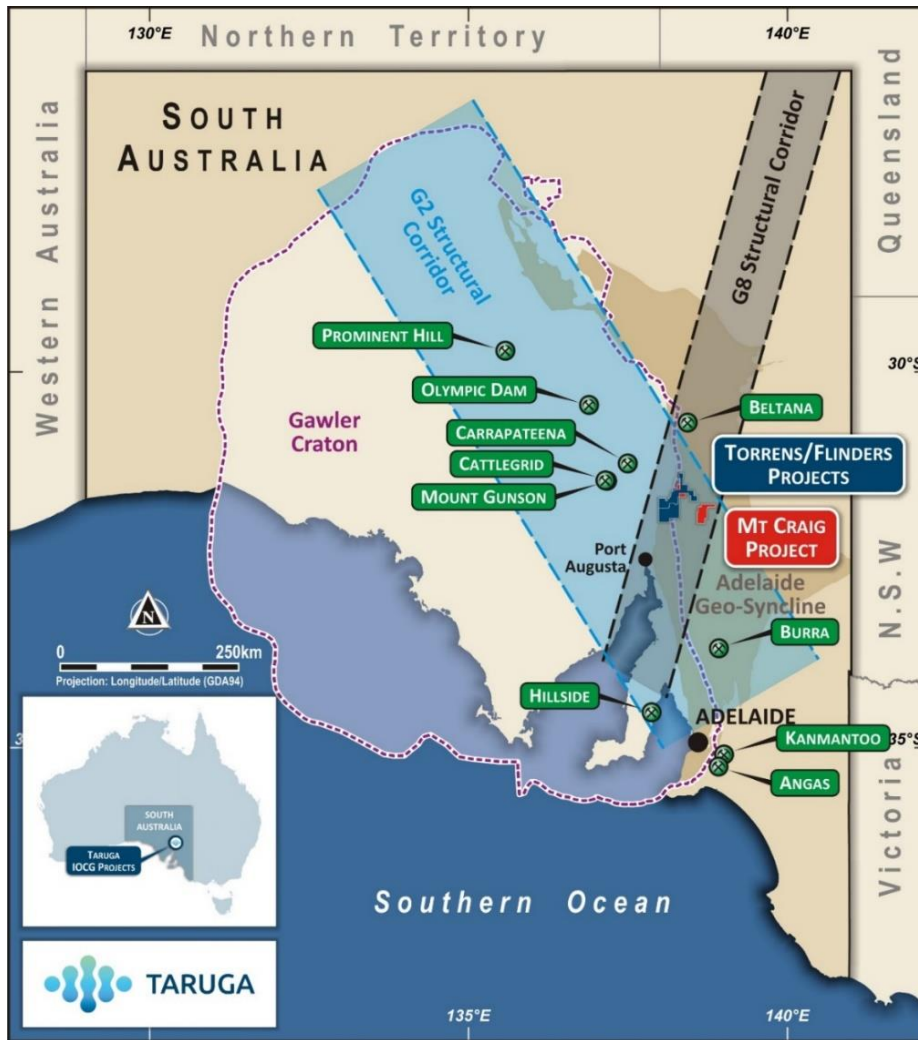 130°E
140°E
Northern Territory
Western Australia
Queensland
SOUTH
AUSTRALIA
G2 Structural
Corridor
G8 Structural Corridor
PROMINENT HILL
30°S
OLYMPIC DAM
BELTANA
Gawler
Craton
CARRAPATEENA
CATTLEGRID
MOUNT GUNSON
TORRENS/FLINDERS
PROJECTS
MT CRAIG
PROJECT
Port
Augusta
Adelaide
Geo-Syncline
N.S.W
N
BURRA
0
250km
Projection: Longitude/Latitude (GDA94)
HILLSIDE
ADELAIDE
35°S
KANMANTOO
ANGAS
Victoria
SOUTH
AUSTRALIA
TARUGA
IOCG PROJECTS
Southern Ocean
TARUGA
135°E
140°E